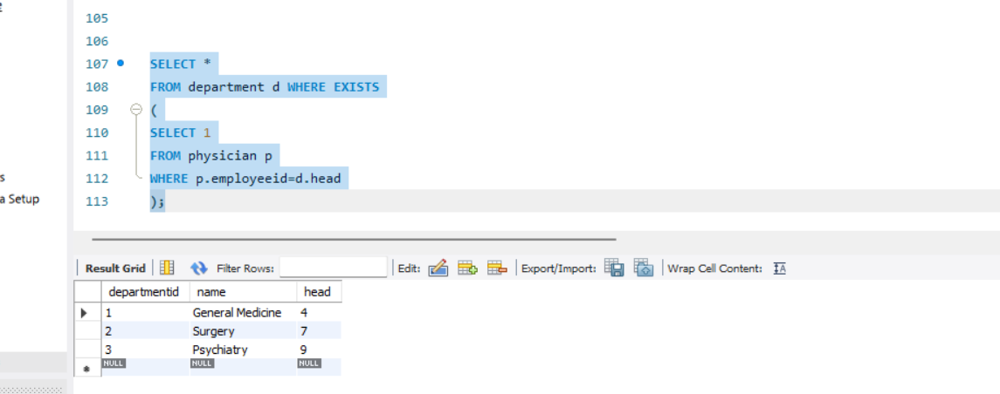 105
106
107 SELECT *
108 FROM department d WHERE EXISTS
109 (
110 SELECT 1
111 FROM physician p
s
112 WHERE p.employeeid=d.head
a Setup
113 );
Result Grid Filter Rows: Edit: Export/Import: Wrap Cell Content: IA
departmentid name head
1 General Medicine 4
2 Surgery 7
3 Psychiatry 9
NULL NULL NULL